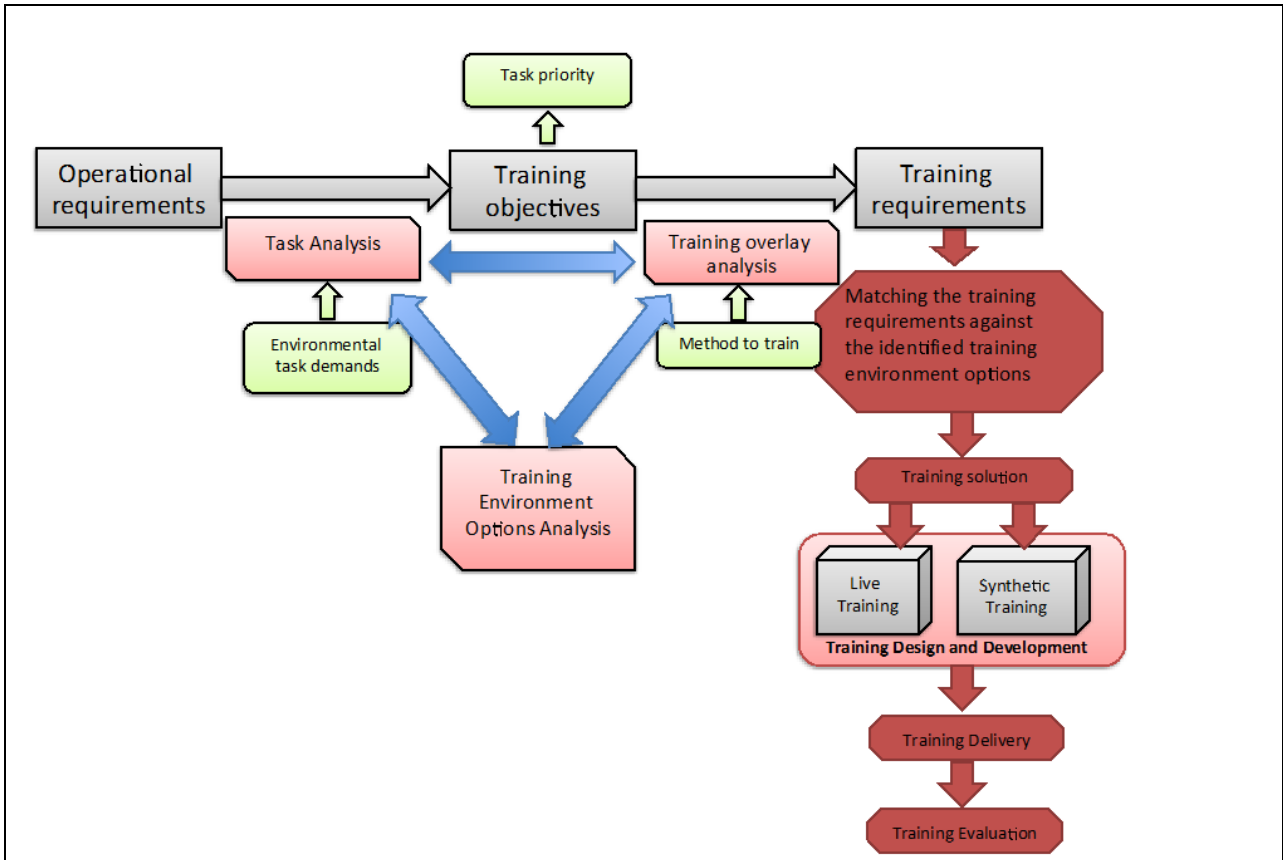 Task priority
Operational
requirements
Training
objectives
Training
requirements
Task Analysis
Training overlay
analysis
Environmental
task demands
Method to train
Matching the training
requirements against
the identified training
environment options
Training
Environment
Options Analysis
Training solution
Live
Training
Synthetic
Training
Training Design and Development
Training Delivery
Training Evaluation